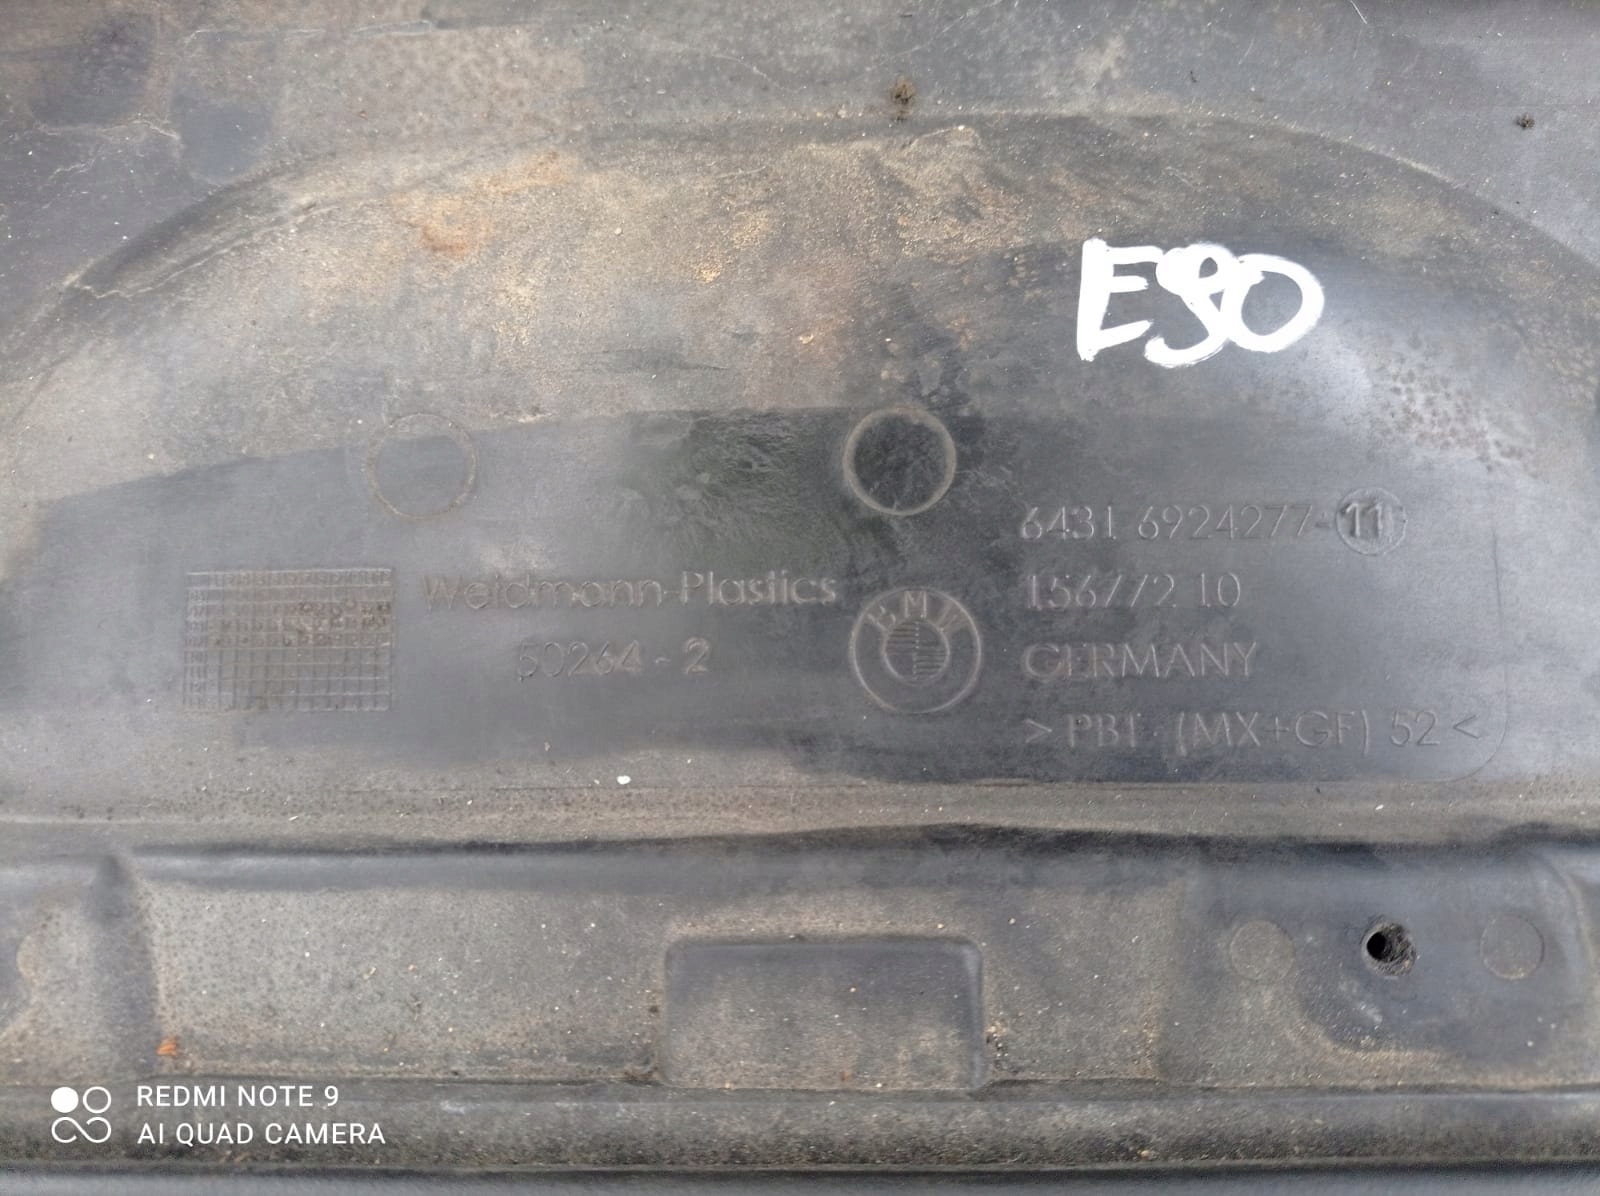 E90
6431 6924277-11
Weidmann-Plastics
156772 10
BMW
50264-2
GERMANY
> PBT-(MX+GF) 52 <
REDMI NOTE 9
AI QUAD CAMERA